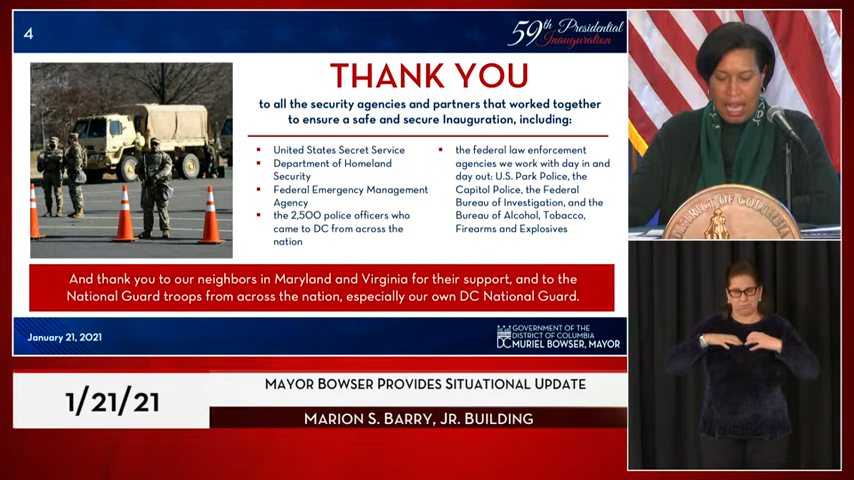 4
59th Presidential
Inauguration
THANK YOU
to all the security agencies and partners that worked together
to ensure a safe and secure Inauguration, including:
▪ United States Secret Service
▪ Department of Homeland
Security
▪ Federal Emergency Management
Agency
▪ the 2,500 police officers who
came to DC from across the
nation
▪ the federal law enforcement
agencies we work with day in and
day out: U.S. Park Police, the
Capitol Police, the Federal
Bureau of Investigation, and the
Bureau of Alcohol, Tobacco,
Firearms and Explosives
And thank you to our neighbors in Maryland and Virginia for their support, and to the
National Guard troops from across the nation, especially our own DC National Guard.
January 21, 2021
GOVERNMENT OF THE
DISTRICT OF COLUMBIA
DC MURIEL BOWSER, MAYOR
DISTRICT OF COLUMBIA
1/21/21
MAYOR BOWSER PROVIDES SITUATIONAL UPDATE
MARION S. BARRY, JR. BUILDING